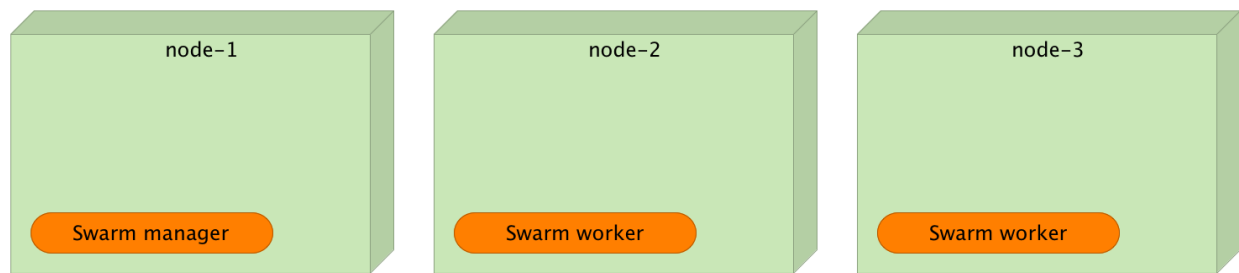 node-1
node-2
node-3
Swarm manager
Swarm worker
Swarm worker